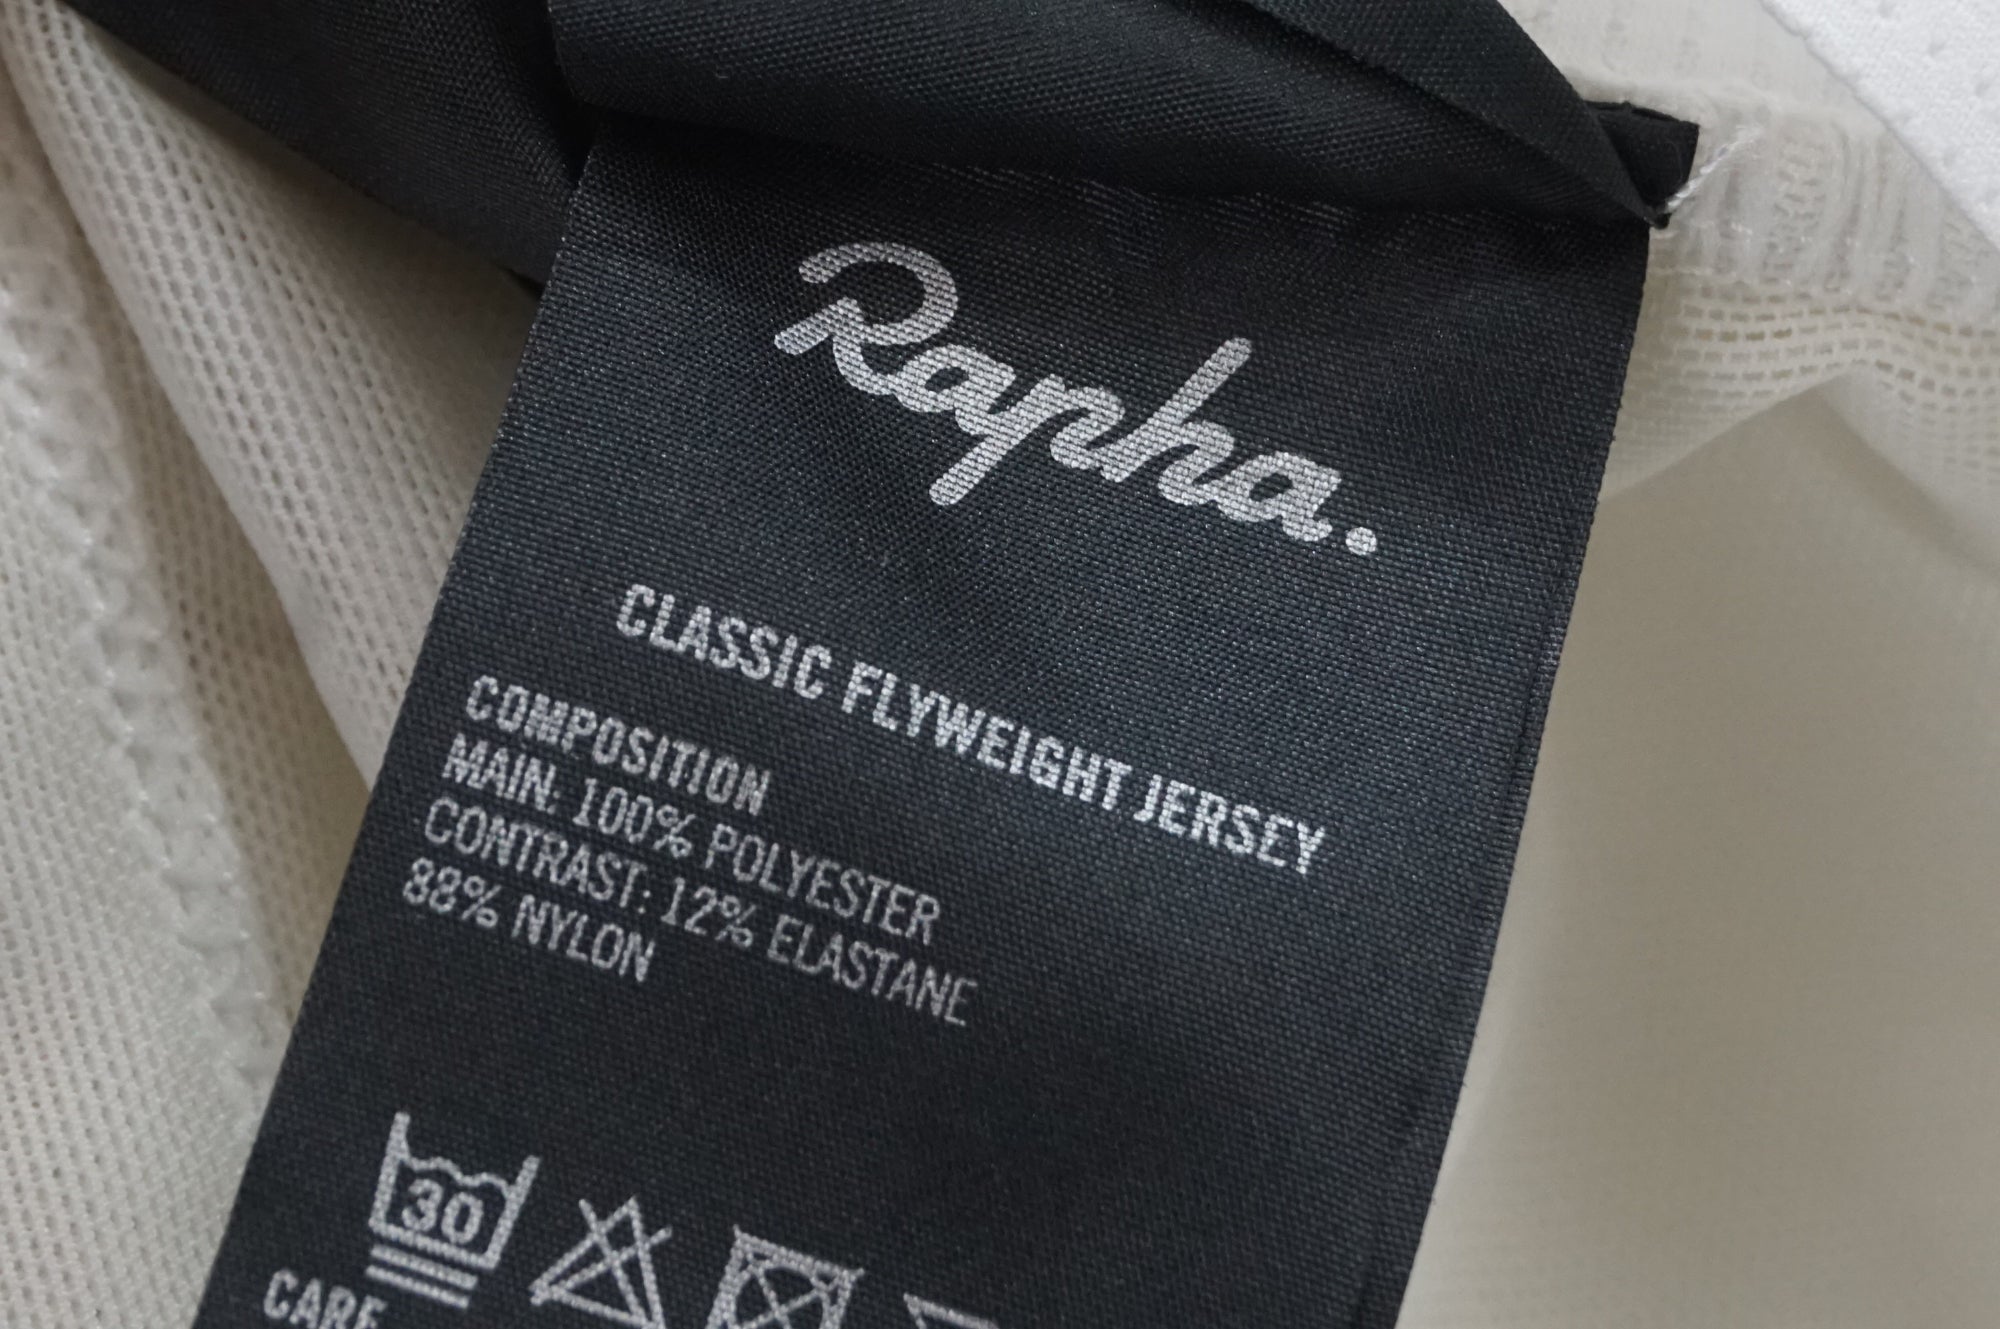 Rapha.
CLASSIC FLYWEIGHT JERSEY
COMPOSITION
MAIN: 100% POLYESTER
CONTRAST: 12% ELASTANE
88% NYLON
30
CARE